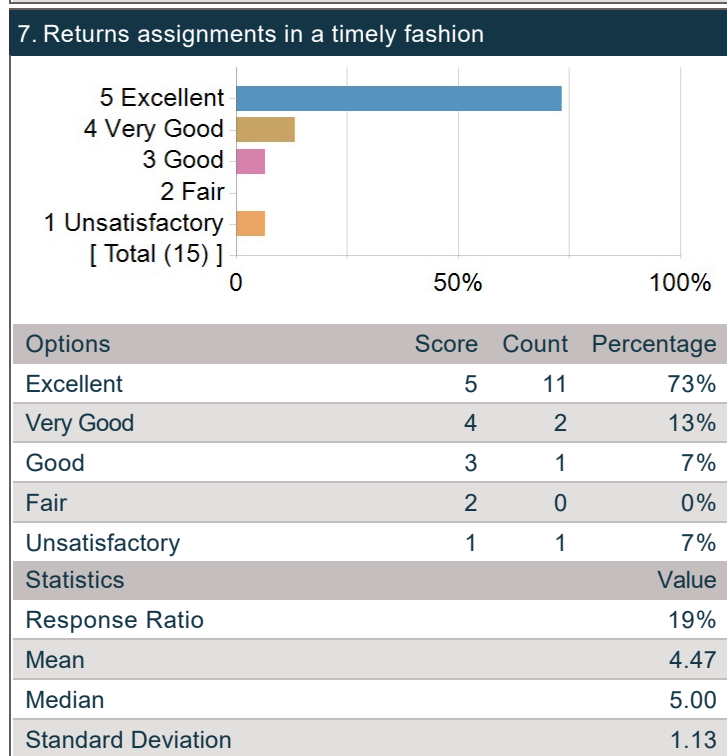 7. Returns assignments in a timely fashion
5 Excellent
4 Very Good
3 Good
2 Fair
1 Unsatisfactory
[ Total (15) ]
0 50% 100%
Options Score Count Percentage
Excellent 5 11 73%
Very Good 4 2 13%
Good 3 1 7%
Fair 2 0 0%
Unsatisfactory 1 1 7%
Statistics Value
Response Ratio 19%
Mean 4.47
Median 5.00
Standard Deviation 1.13